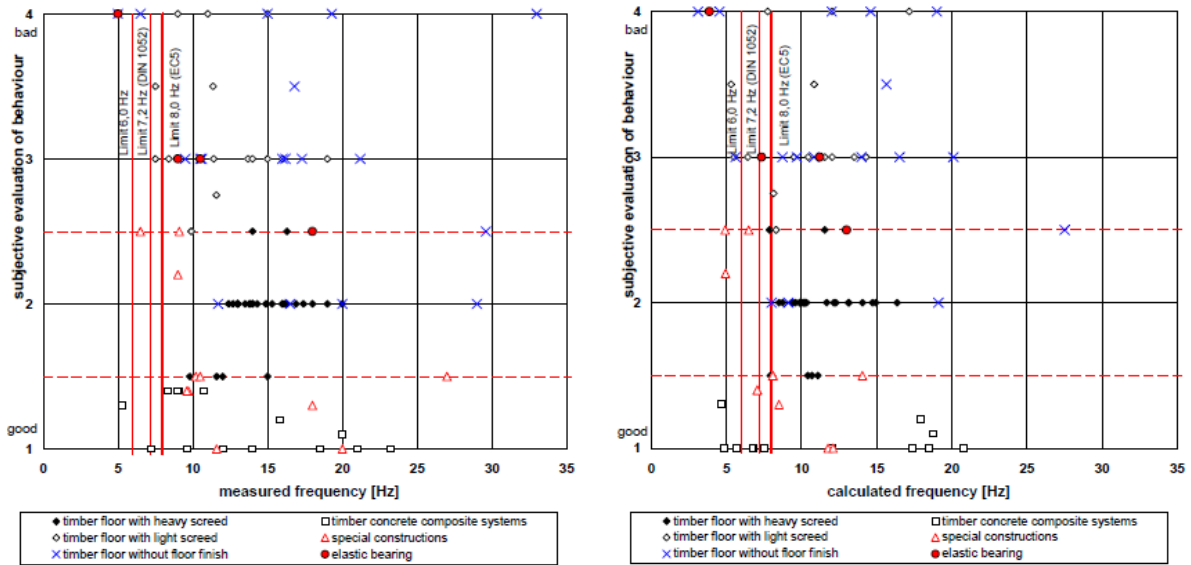 4
bad
subjective evaluation of behaviour
3
2
good
1
Limit 6,0 Hz
Limit 7,2 Hz (DIN 1052)
Limit 8,0 Hz (EC5)
0 5 10 15 20 25 30 35
measured frequency [Hz]
timber floor with heavy screed
timber concrete composite systems
timber floor with light screed
special constructions
timber floor without floor finish
elastic bearing
4
bad
subjective evaluation of behaviour
3
2
good
1
Limit 6,0 Hz
Limit 7,2 Hz (DIN 1052)
Limit 8,0 Hz (EC5)
0 5 10 15 20 25 30 35
calculated frequency [Hz]
timber floor with heavy screed
timber concrete composite systems
timber floor with light screed
special constructions
timber floor without floor finish
elastic bearing